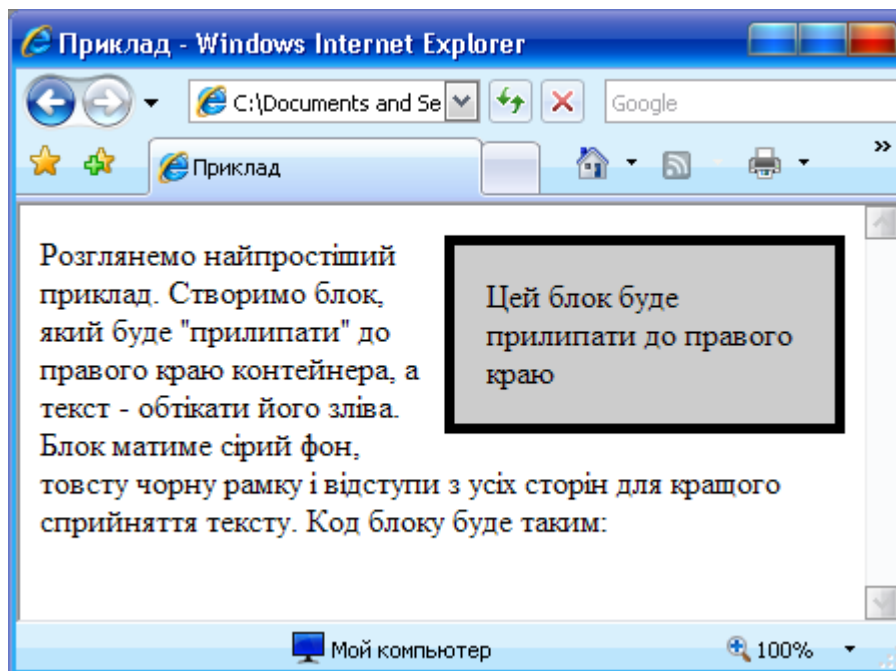 Приклад - Windows Internet Explorer
C:\Documents and Se
Google
Приклад
»
Розглянемо найпростіший
приклад. Створимо блок,
який буде "прилипати" до
правого краю контейнера, а
текст - обтікати його зліва.
Блок матиме сірий фон,
товсту чорну рамку і відступи з усіх сторін для кращого
сприйняття тексту. Код блоку буде таким:
Цей блок буде
прилипати до правого
краю
Мой компьютер
100%